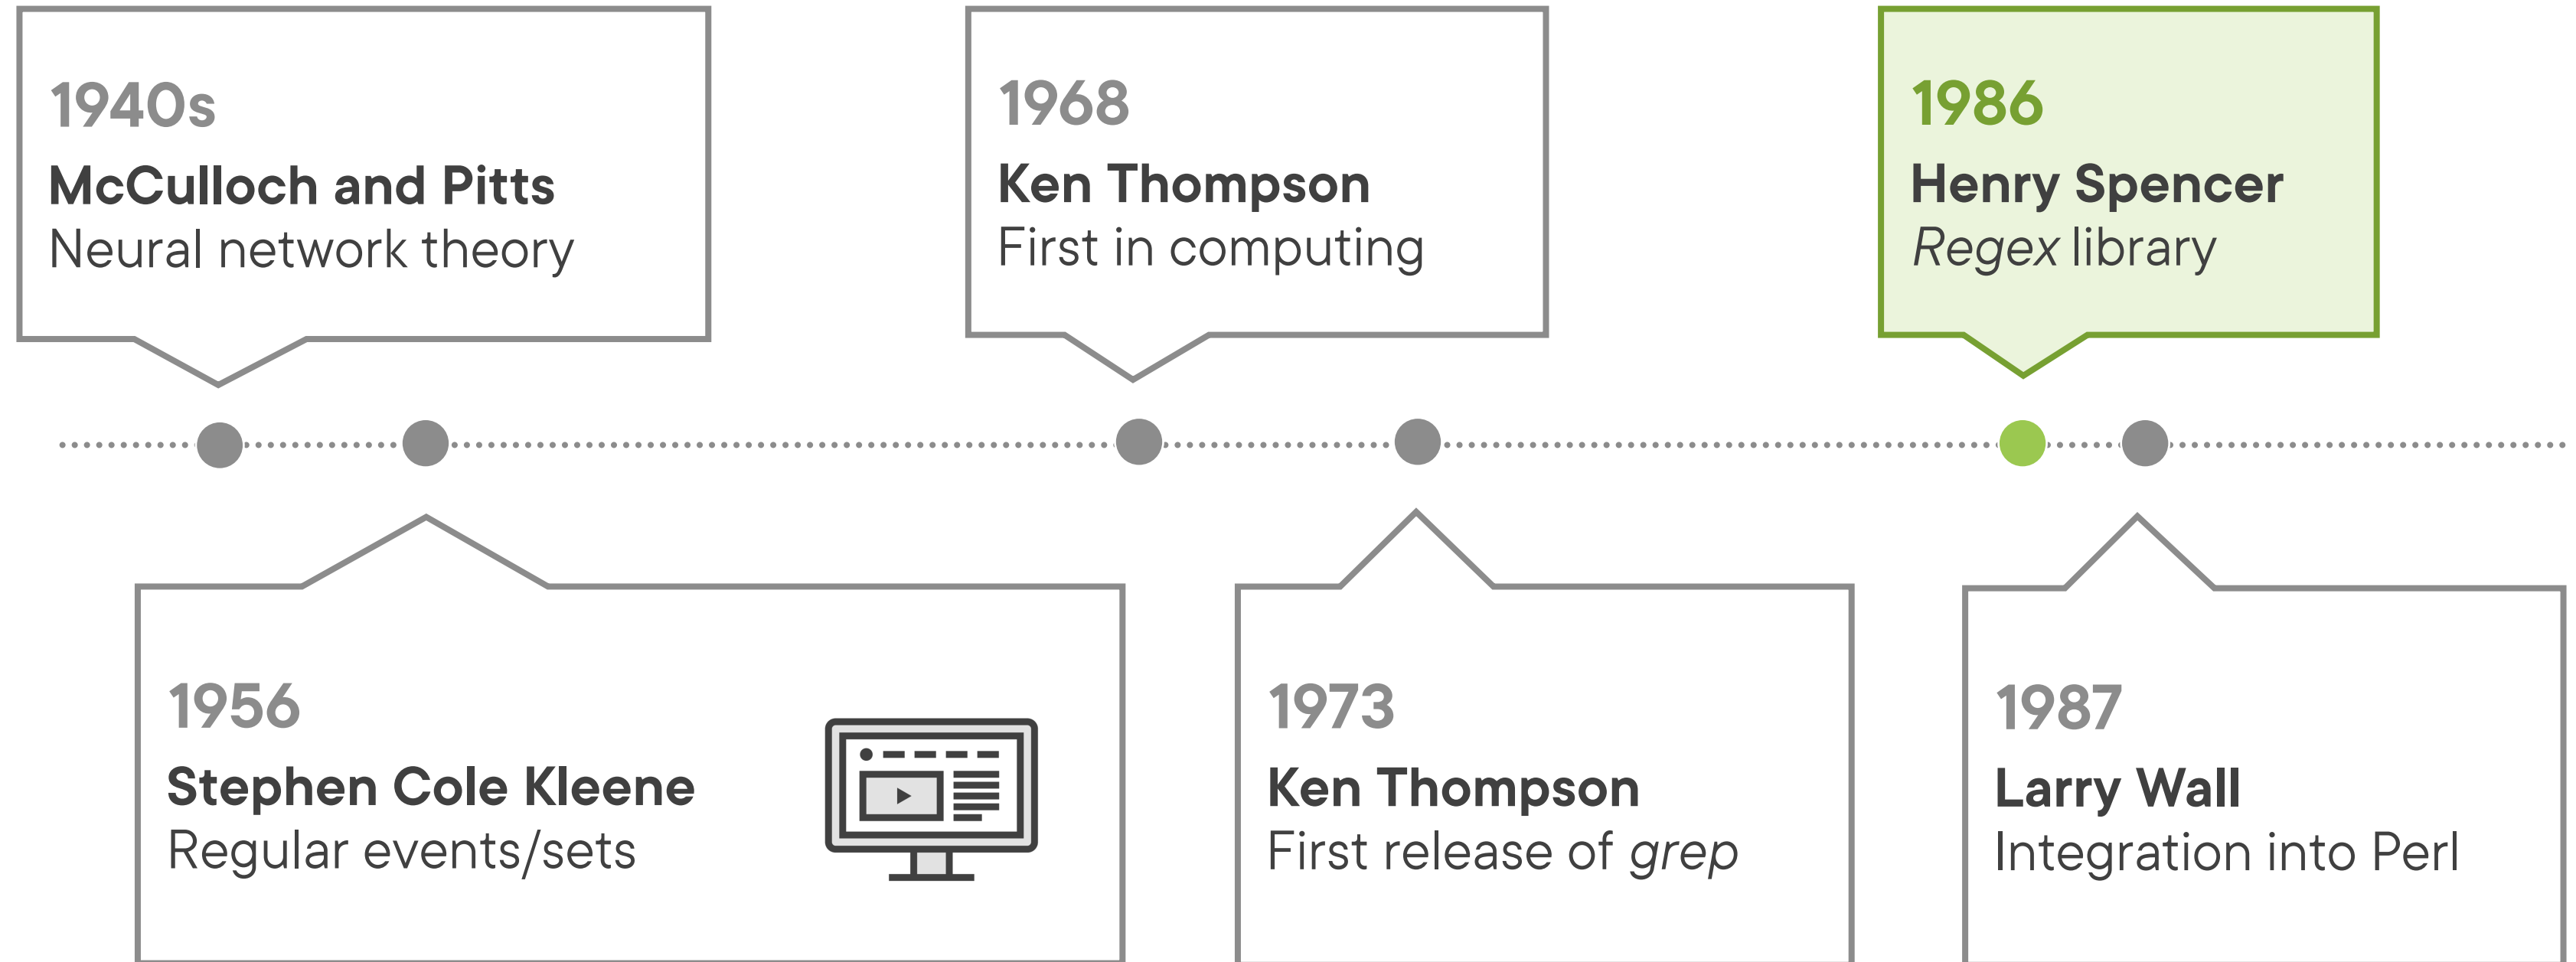 1940s
McCulloch and Pitts
Neural network theory
1956
Stephen Cole Kleene
Regular events/sets
1968
Ken Thompson
First in computing
1973
Ken Thompson
First release of grep
1986
Henry Spencer
Regex library
1987
Larry Wall
Integration into Perl